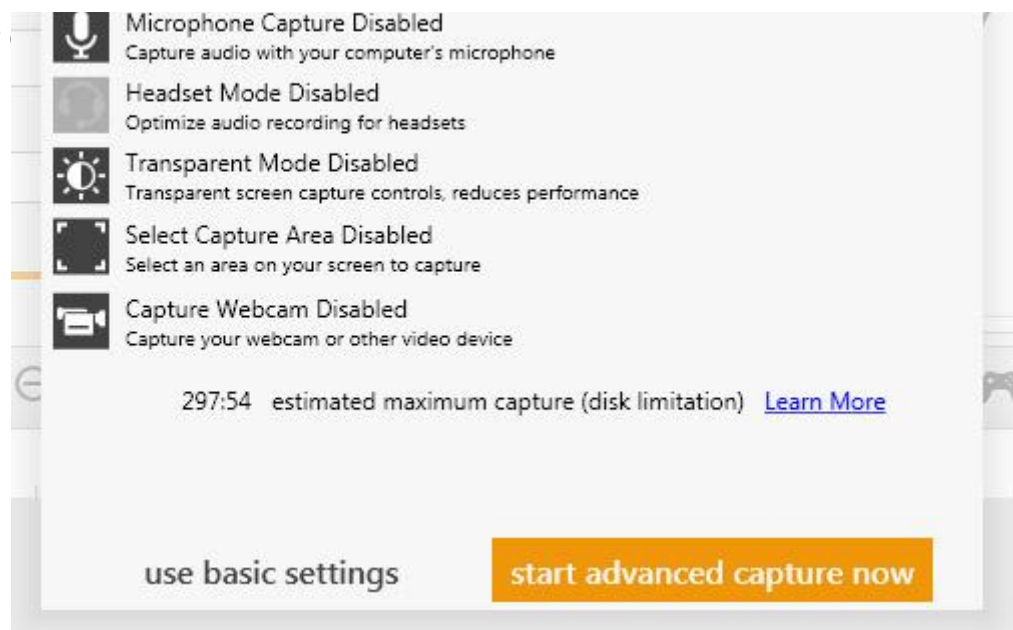 Microphone Capture Disabled
Capture audio with your computer's microphone
Headset Mode Disabled
Optimize audio recording for headsets
Transparent Mode Disabled
Transparent screen capture controls, reduces performance
Select Capture Area Disabled
Select an area on your screen to capture
Capture Webcam Disabled
Capture your webcam or other video device
297:54 estimated maximum capture (disk limitation) Learn More
use basic settings start advanced capture now